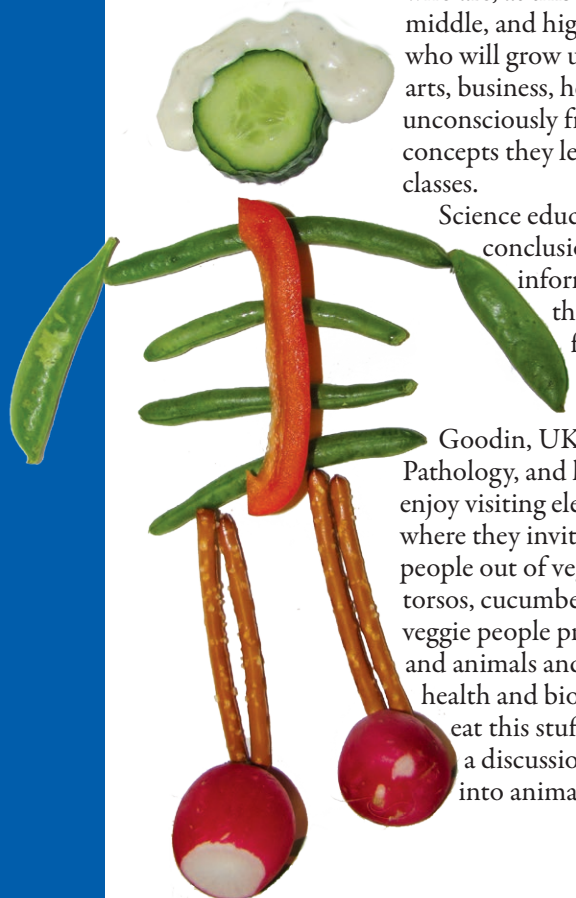 middle, and hig
who will grow u
arts, business, he
unconsciously fr
concepts they le
classes.
Science educ
conclusio
inform
th
f
Goodin, UK
Pathology, and
enjoy visiting ele
where they invit
people out of veg
torsos, cucumbe
veggie people pr
and animals and
health and bio
eat this stuf
a discussio
into anima